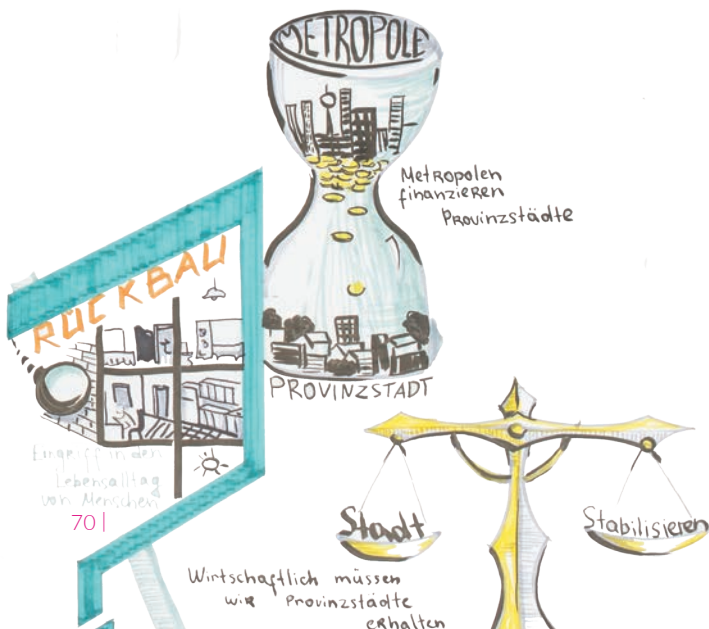 METROPOLE
Metropolen
finanzieren
Provinzstädte
RÜCKBAU
PROVINZSTADT
Eingriff in den
Lebensalltag
von Menschen
70 |
Stadt
Stabilisieren
Wirtschaftlich müssen
wir Provinzstädte
erhalten